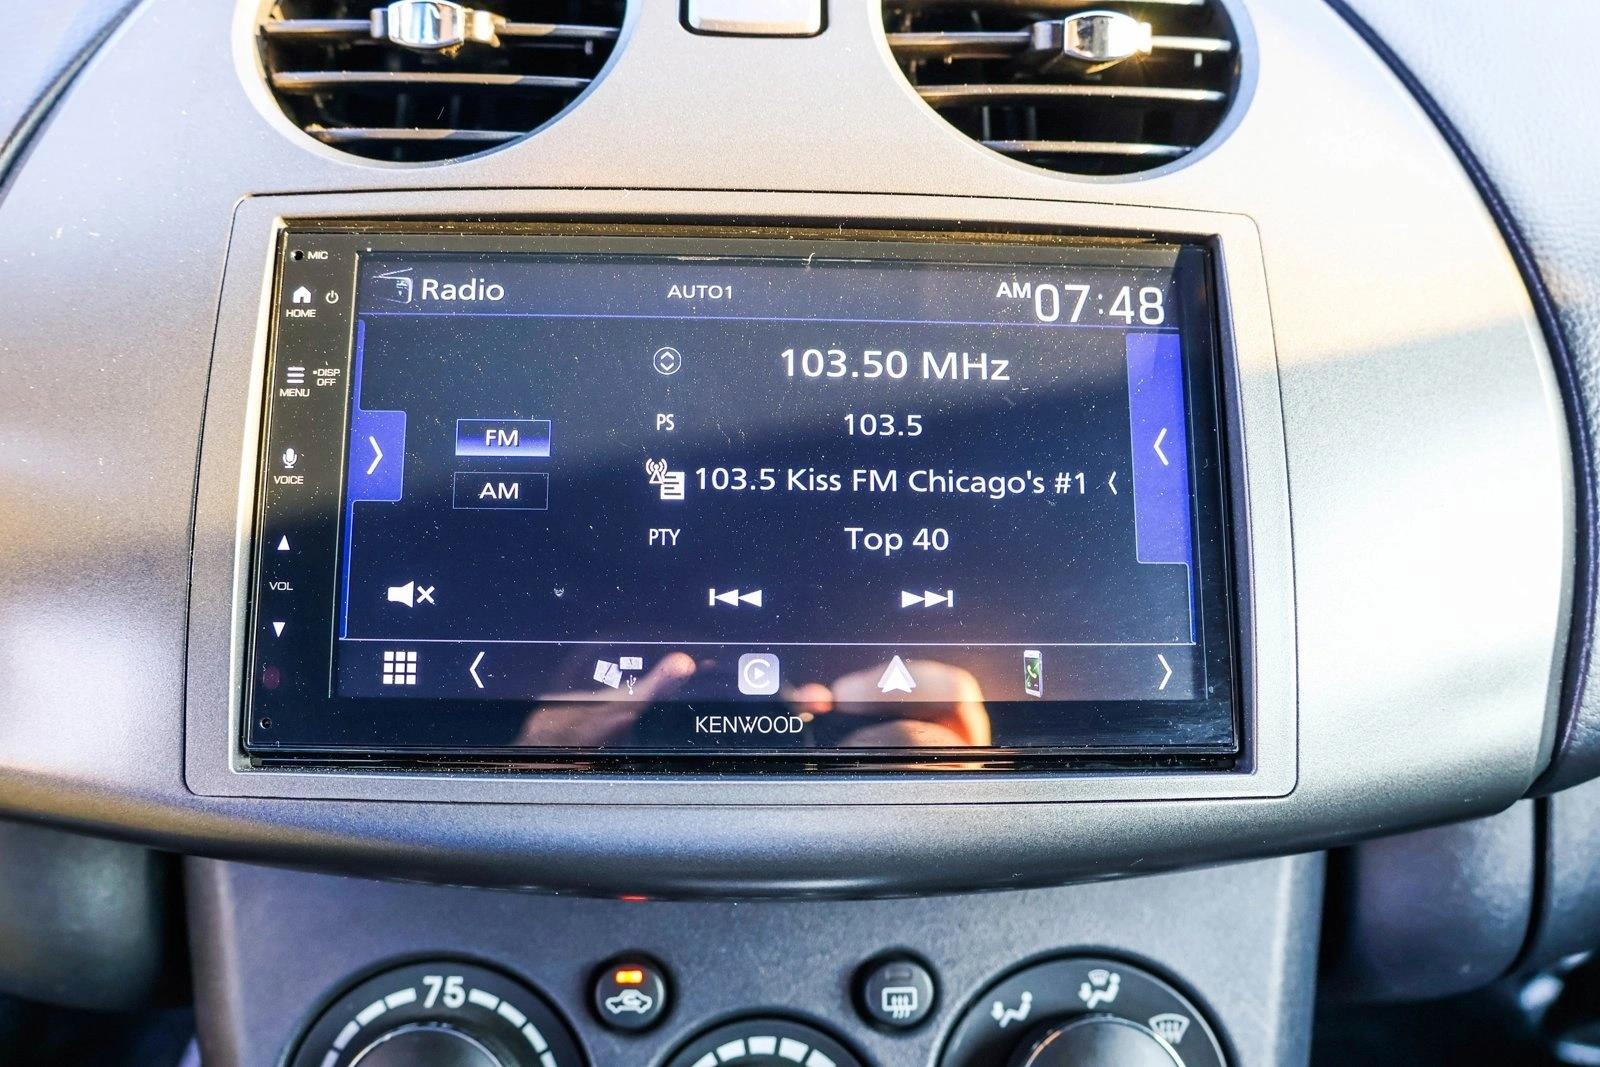 MIC
Radio
AUTO1
AM 07:48
HOME
103.50 MHz
MENU
DISP OFF
PS
103.5
FM
VOICE
103.5 Kiss FM Chicago's #1
AM
PTY
Top 40
VOL
KENWOOD
75